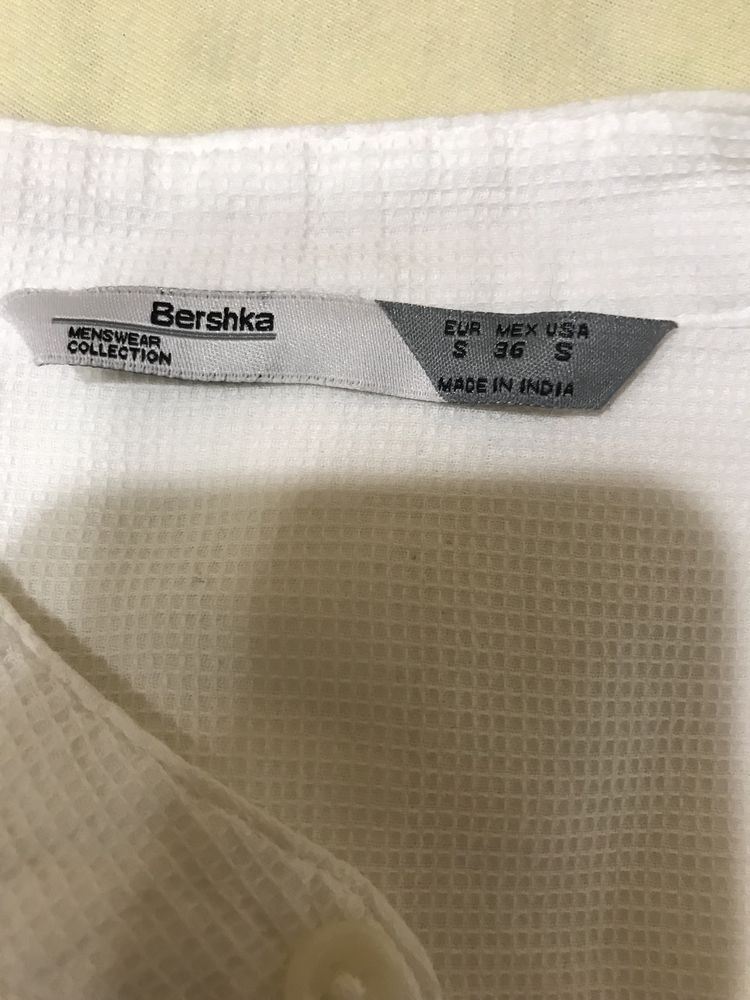 Bershka
MENSWEAR
COLLECTION
EUR MEX USA
S 36 S
MADE IN INDIA